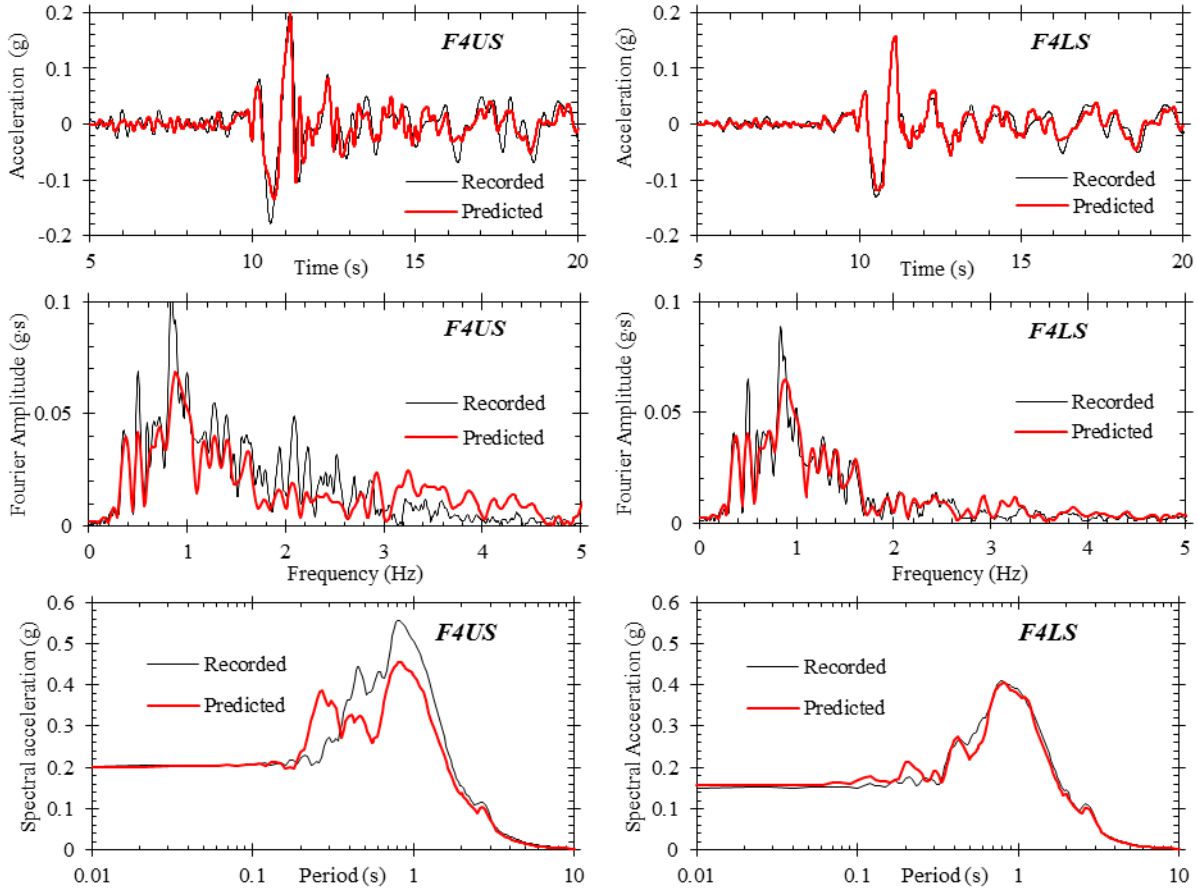 Acceleration (g)
0.2
0.1
0
-0.1
-0.2
F4US
Recorded
Predicted
5
10
15
20
Time (s)
Acceleration (g)
0.2
0.1
0
-0.1
-0.2
F4LS
Recorded
Predicted
5
10
15
20
Time (s)
Fourier Amplitude (g·s)
0.1
0.05
0
F4US
Recorded
Predicted
0
1
2
3
4
5
Frequency (Hz)
Fourier Amplitude (g·s)
0.1
0.05
0
F4LS
Recorded
Predicted
0
1
2
3
4
5
Frequency (Hz)
Spectral acceleration (g)
0.6
0.5
0.4
0.3
0.2
0.1
0
F4US
Recorded
Predicted
0.01
0.1
1
10
Period (s)
Spectral Acceeration (g)
0.6
0.5
0.4
0.3
0.2
0.1
0
F4LS
Recorded
Predicted
0.01
0.1
1
10
Period (s)